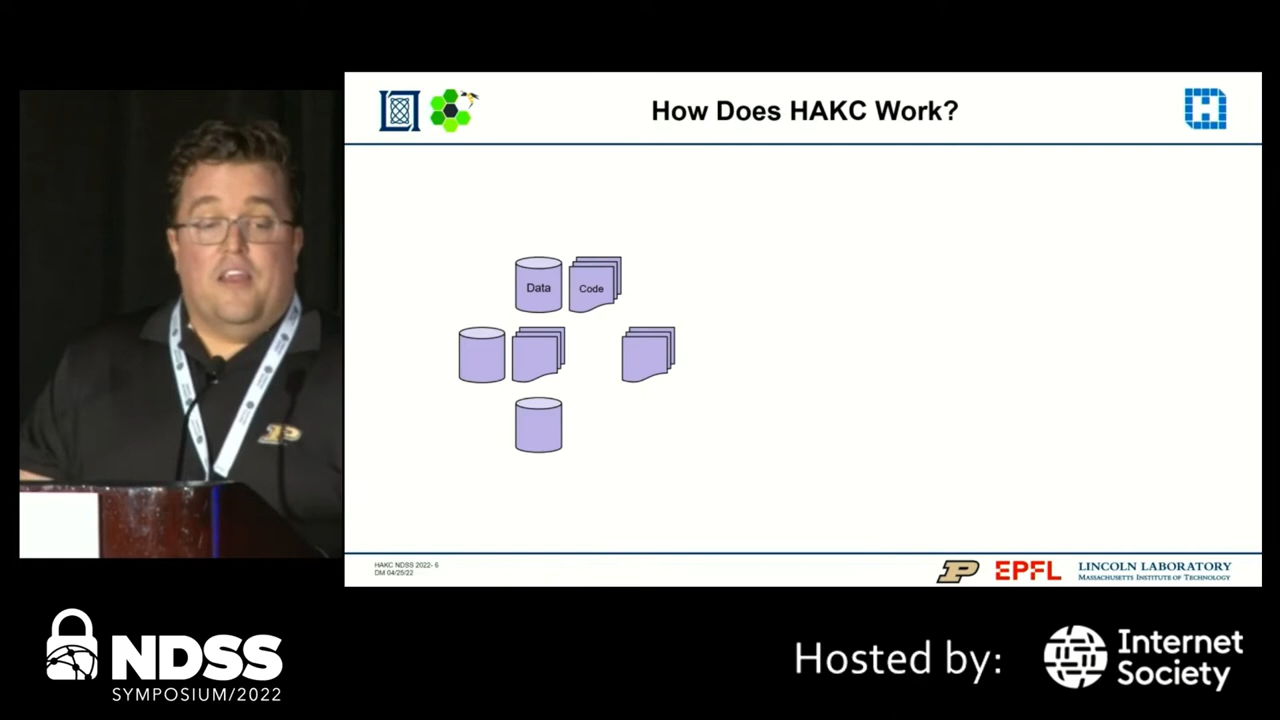 How Does HAKC Work?
Data
Code
HAKC NDSS 2022- 6
DM 04/25/22
P
EPFL
LINCOLN LABORATORY
MASSACHUSETTS INSTITUTE OF TECHNOLOGY
P
NDSS
SYMPOSIUM/2022
Hosted by:
Internet
Society